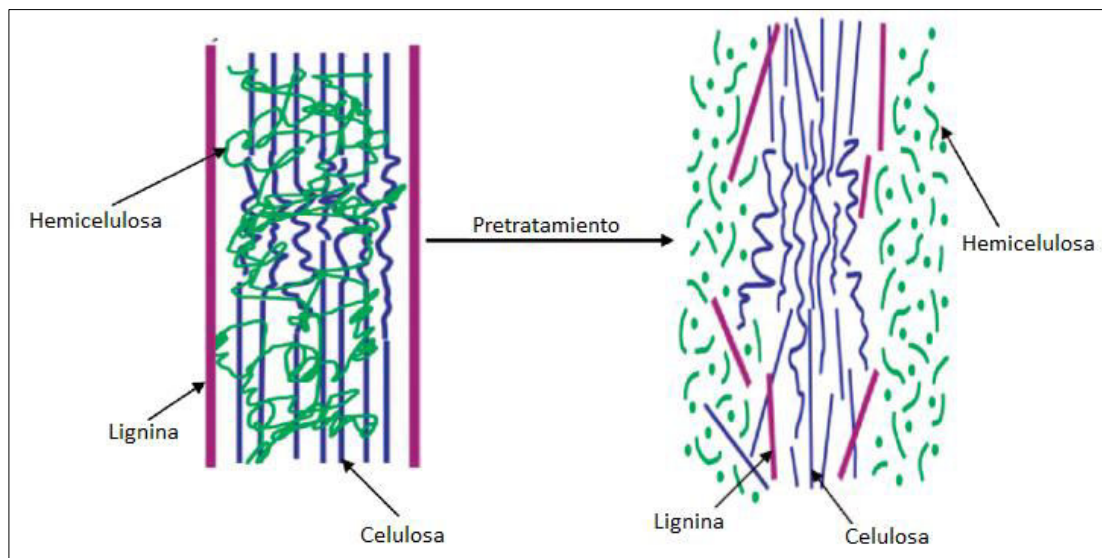 Hemicelulosa
Lignina
Celulosa
Pretratamiento
Hemicelulosa
Lignina
Celulosa